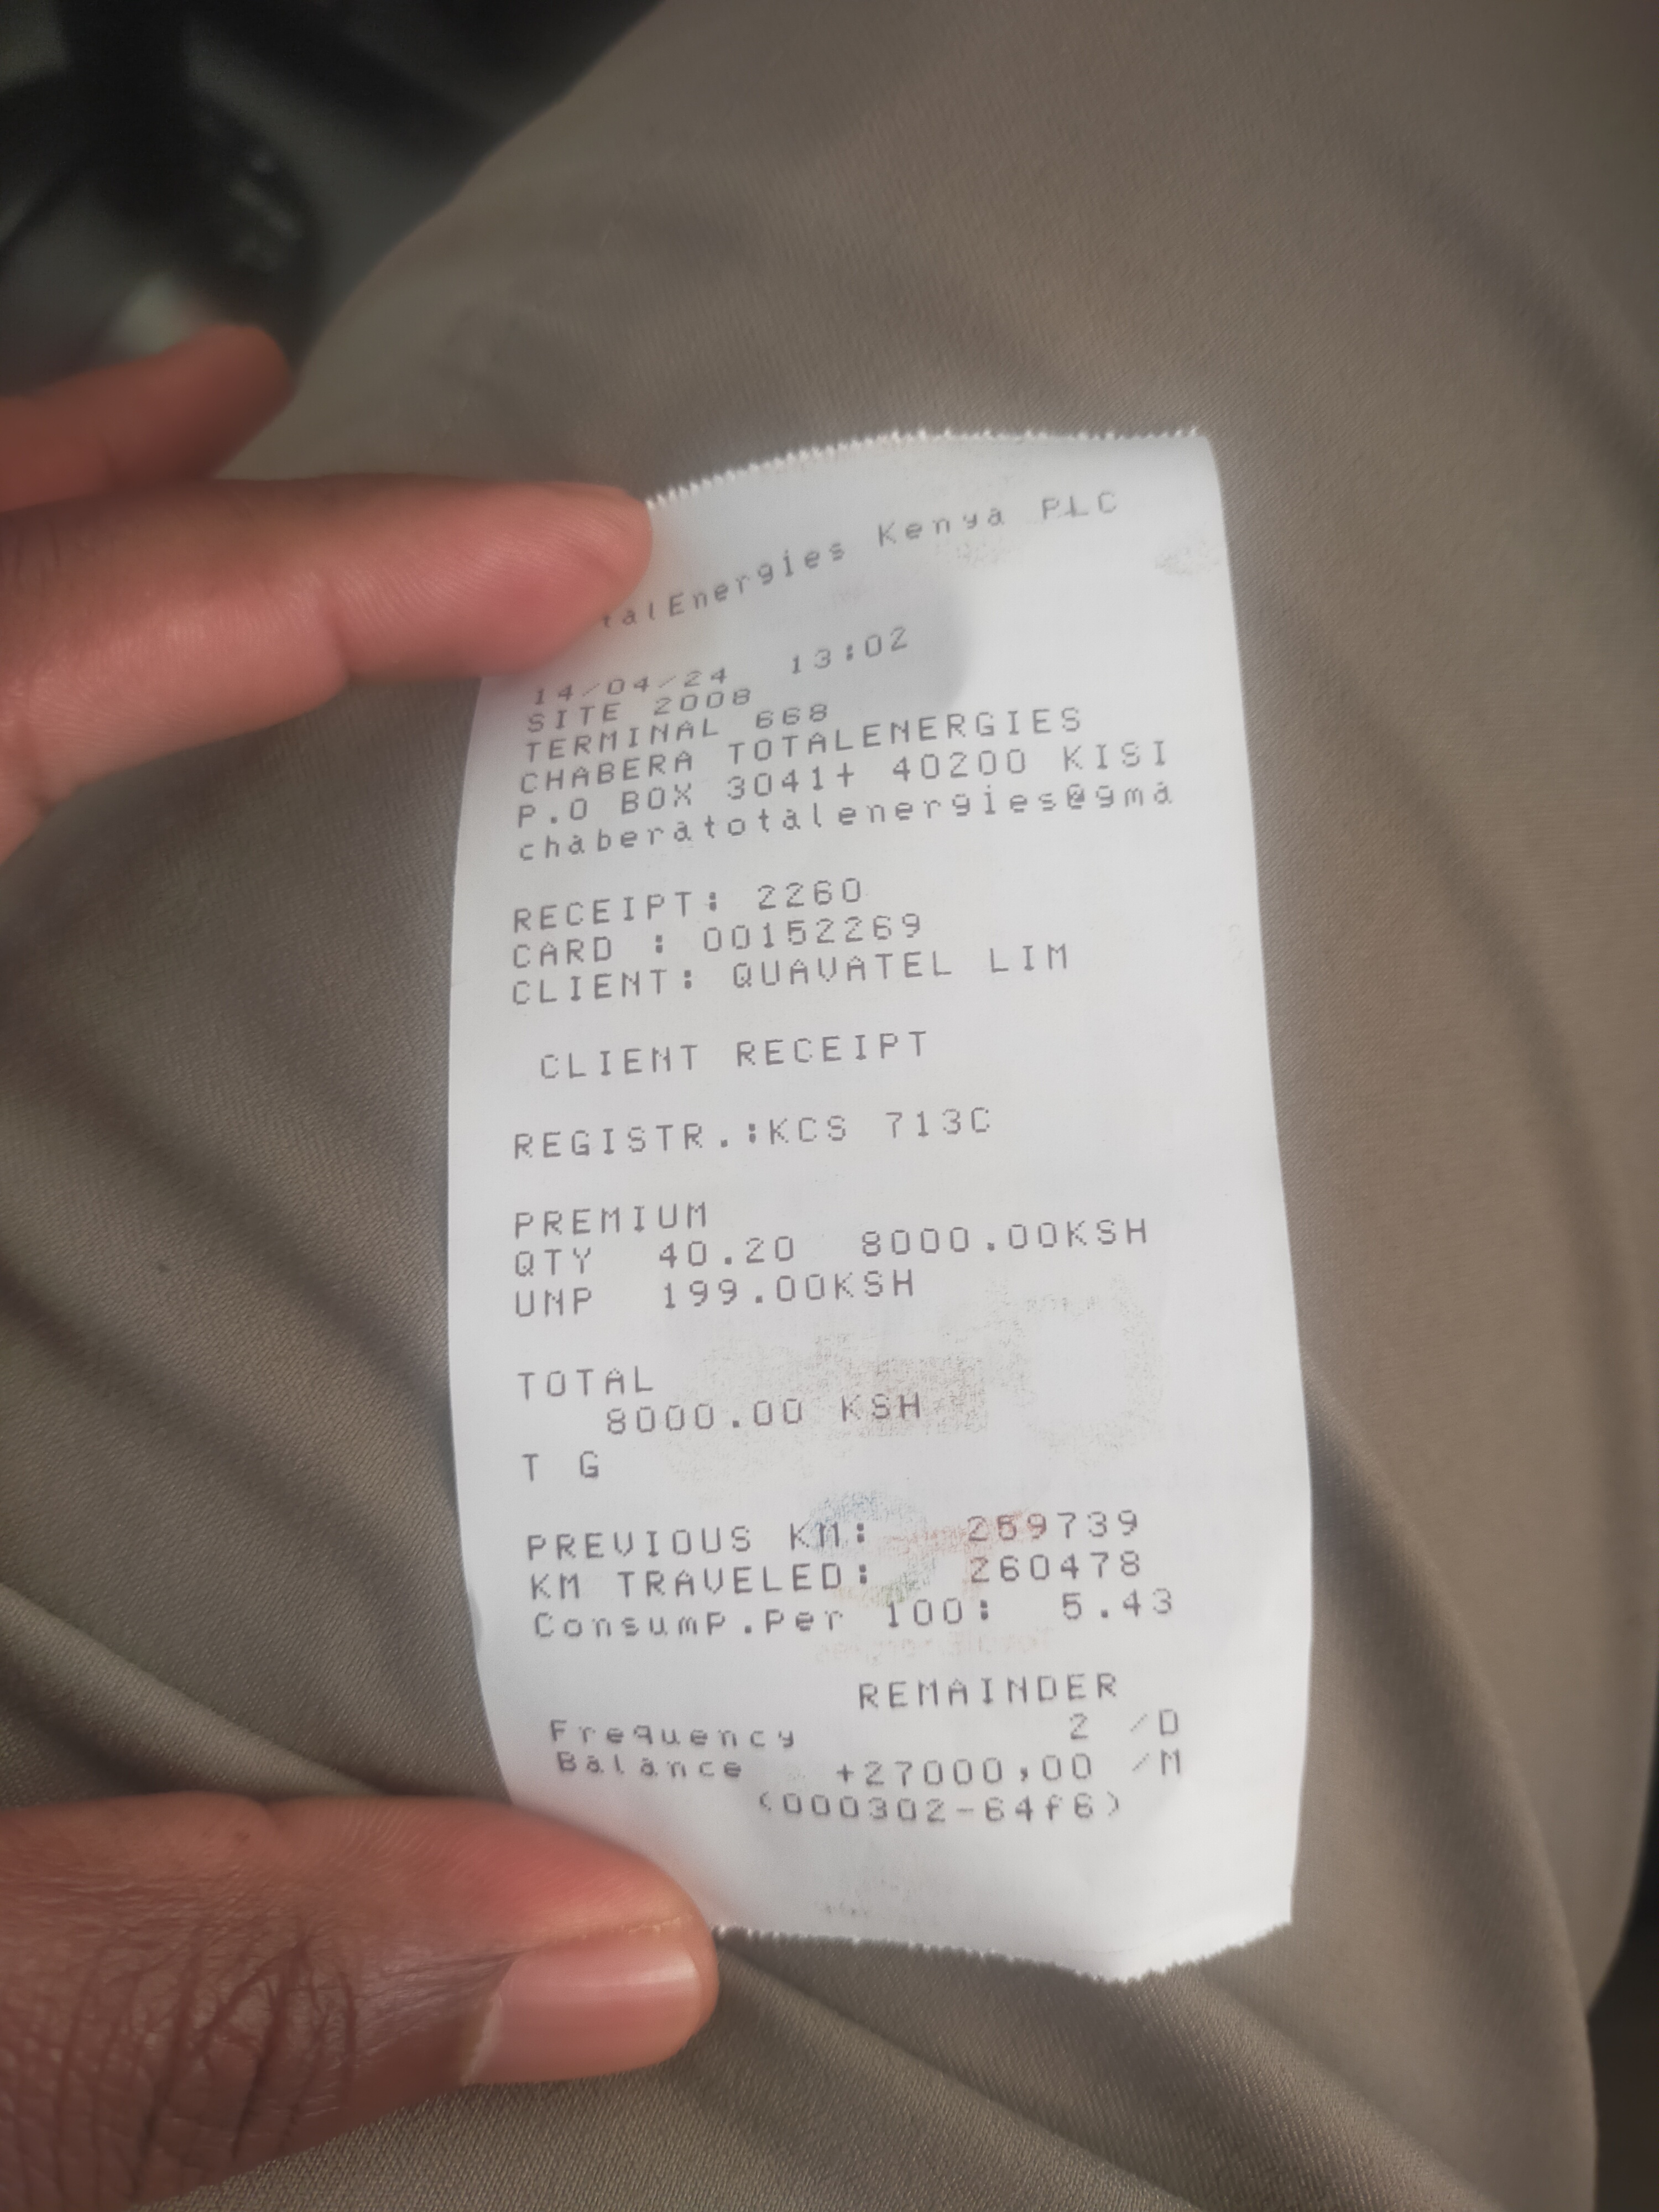 talEnergies Kenya PLC
14/04/24 13:02
SITE 2008
TERMINAL 668
CHABERA TOTALENERGIES
P.O BOX 3041+ 40200 KISI
chaberatotalenergies@gma
RECEIPT: 2260
CARD : 00152269
CLIENT: QUAVATEL LIM
CLIENT RECEIPT
REGISTR.:KCS 713C
PREMIUM
QTY 40.20 8000.00KSH
UNP 199.00KSH
TOTAL
8000.00 KSH
T G
PREVIOUS KM: 259739
KM TRAVELED: 260478
ConsumP.Per 100: 5.43
REMAINDER
Frequency 2 /D
Balance +27000,00 /M
(000302-64f6)